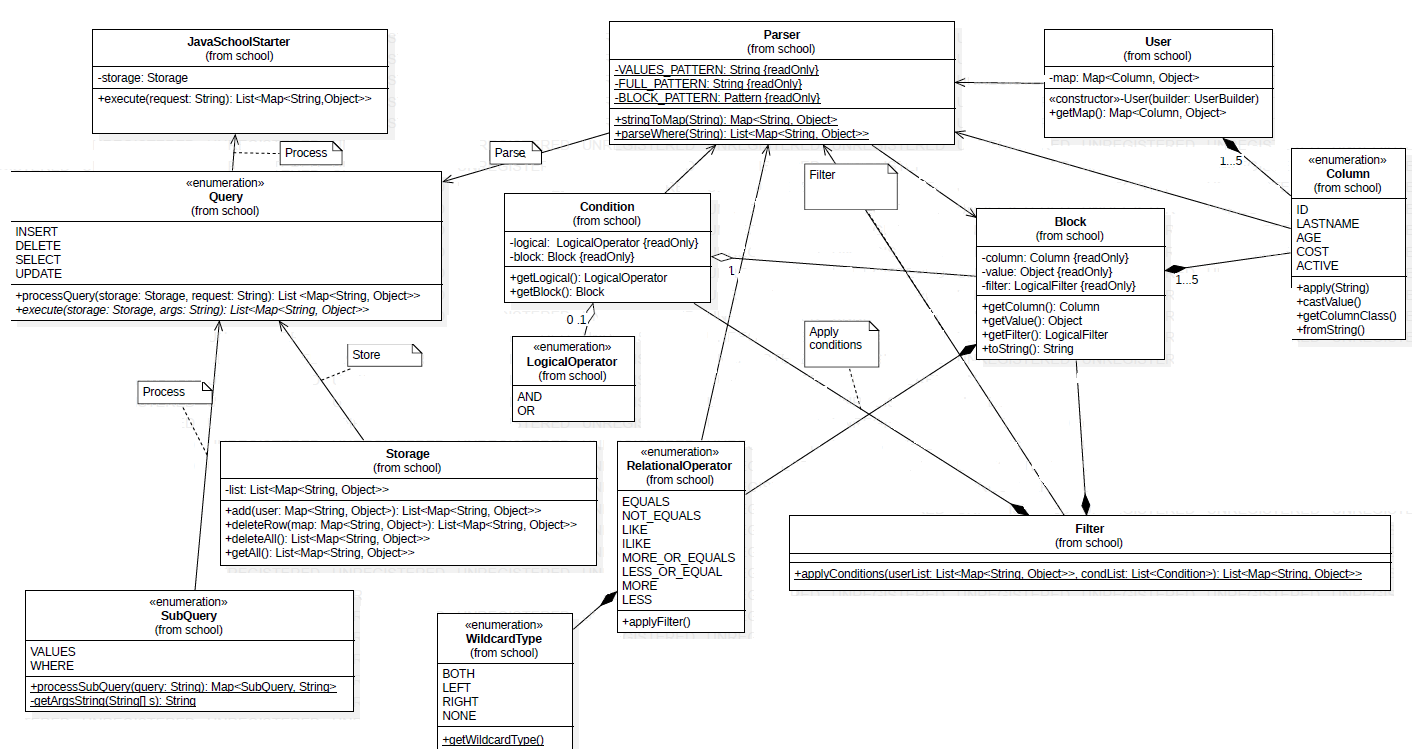 JavaSchoolStarter
(from school)
-storage: Storage
+execute(request: String): List<Map<String,Object>>
Process
«enumeration»
Query
(from school)
INSERT
DELETE
SELECT
UPDATE
+processQuery(storage: Storage, request: String): List <Map<String, Object>>
+execute(storage: Storage, args: String): List<Map<String, Object>>
Parse
Parser
(from school)
-VALUES_PATTERN: String {readOnly}
-FULL_PATTERN: String {readOnly}
-BLOCK_PATTERN: Pattern {readOnly}
+stringToMap(String): Map<String, Object>
+parseWhere(String): List<Map<String, Object>>
User
(from school)
-map: Map<Column, Object>
«constructor»-User(builder: UserBuilder)
+getMap(): Map<Column, Object>
1...5
«enumeration»
Column
(from school)
ID
LASTNAME
AGE
COST
ACTIVE
+apply(String)
+castValue()
+getColumnClass()
+fromString()
Filter
Condition
(from school)
-logical:  LogicalOperator {readOnly}
-block: Block {readOnly}
+getLogical(): LogicalOperator
+getBlock(): Block
1
Block
(from school)
-column: Column {readOnly}
-value: Object {readOnly}
-filter: LogicalFilter {readOnly}
+getColumn(): Column
+getValue(): Object
+getFilter(): LogicalFilter
+toString(): String
1...5
0 .1
«enumeration»
LogicalOperator
(from school)
AND
OR
Apply
conditions
Store
Process
Storage
(from school)
-list: List<Map<String, Object>>
+add(user: Map<String, Object>): List<Map<String, Object>>
+deleteRow(map: Map<String, Object>): List<Map<String, Object>>
+deleteAll(): List<Map<String, Object>>
+getAll(): List<Map<String, Object>>
«enumeration»
RelationalOperator
(from school)
EQUALS
NOT_EQUALS
LIKE
ILIKE
MORE_OR_EQUALS
LESS_OR_EQUAL
MORE
LESS
+applyFilter()
Filter
(from school)
+applyConditions(userList: List<Map<String, Object>>, condList: List<Condition>): List<Map<String, Object>>
«enumeration»
SubQuery
(from school)
VALUES
WHERE
+processSubQuery(query: String): Map<SubQuery, String>
-getArgsString(String[] s): String
«enumeration»
WildcardType
(from school)
BOTH
LEFT
RIGHT
NONE
+getWildcardType()